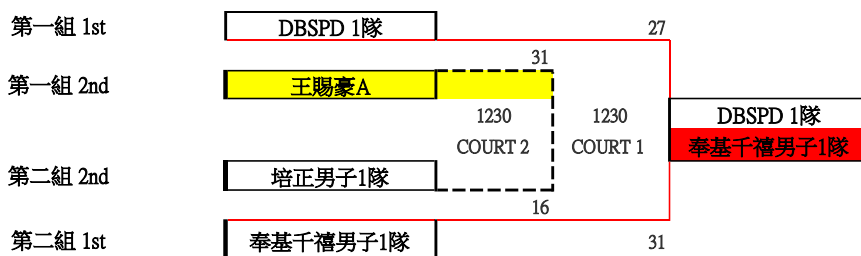 第一組 1st DBSPD 1隊 27
31
第一組 2nd 王賜豪A
1230 1230 DBSPD 1隊
COURT 2 COURT 1 奉基千禧男子1隊
第二組 2nd 培正男子1隊
16
第二組 1st 奉基千禧男子1隊 31